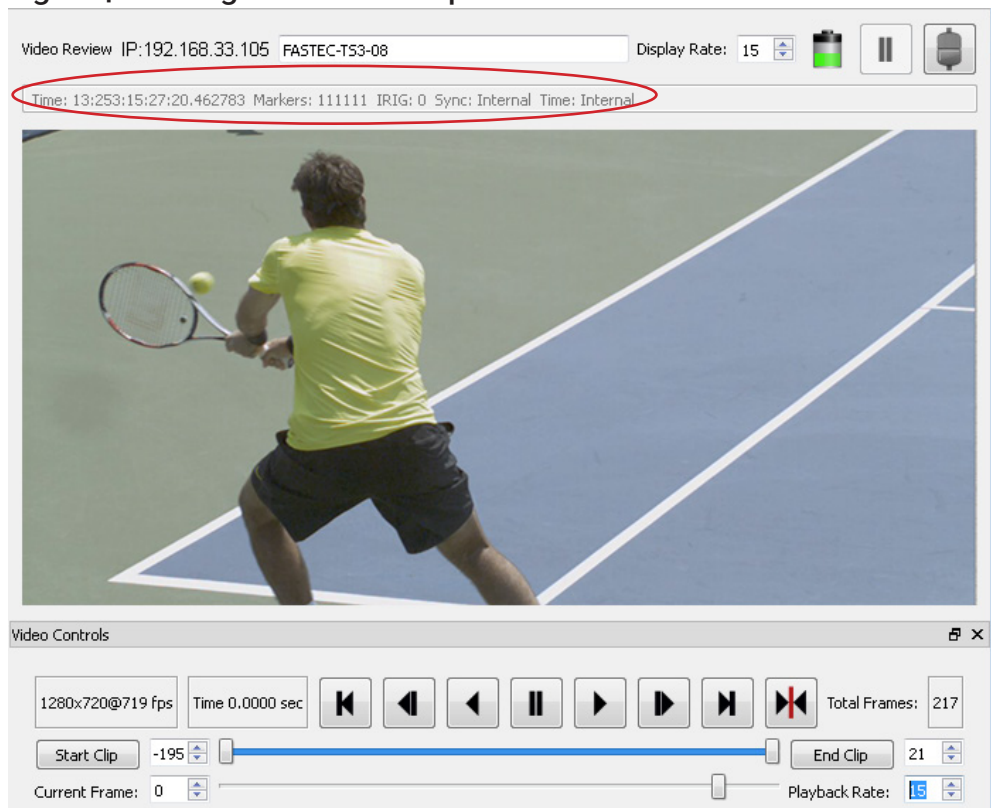 Video Review IP:192.168.33.105 FASTEC-TS3-08 Display Rate: 15
Time: 13:253:15:27:20.462783 Markers: 111111 IRIG: 0 Sync: Internal Time: Internal
Video Controls
1280x720@719 fps Time 0.0000 sec Total Frames: 217
Start Clip -195 End Clip 21
Current Frame: 0 Playback Rate: 15